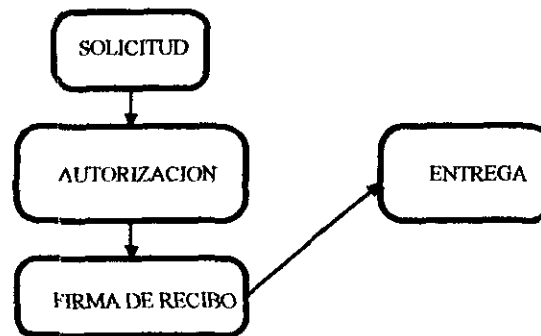 SOLICITUD
AUTORIZACION
FIRMA DE RECIBO
ENTREGA